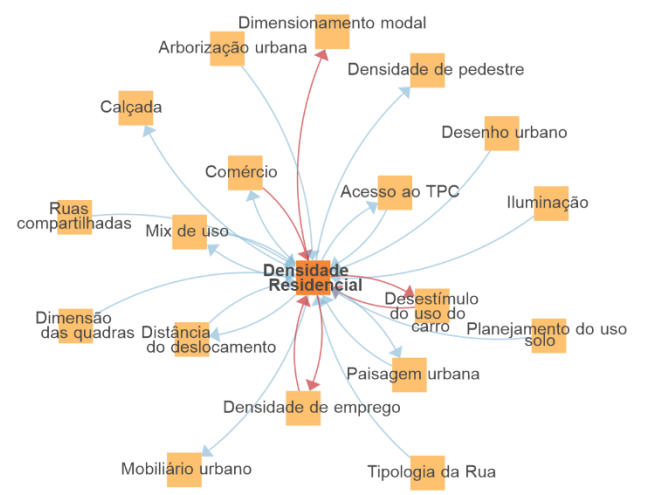 Dimensionamento modal
Arborização urbana
Densidade de pedestre
Calçada
Desenho urbano
Comércio
Acesso ao TPC
Iluminação
Ruas
compartilhadas
Mix de uso
Densidade
Residencial
Desestímulo
do uso do
carro
Dimensão
das quadras
Distância
do deslocamento
Planejamento do uso
solo
Paisagem urbana
Densidade de emprego
Mobiliário urbano
Tipologia da Rua